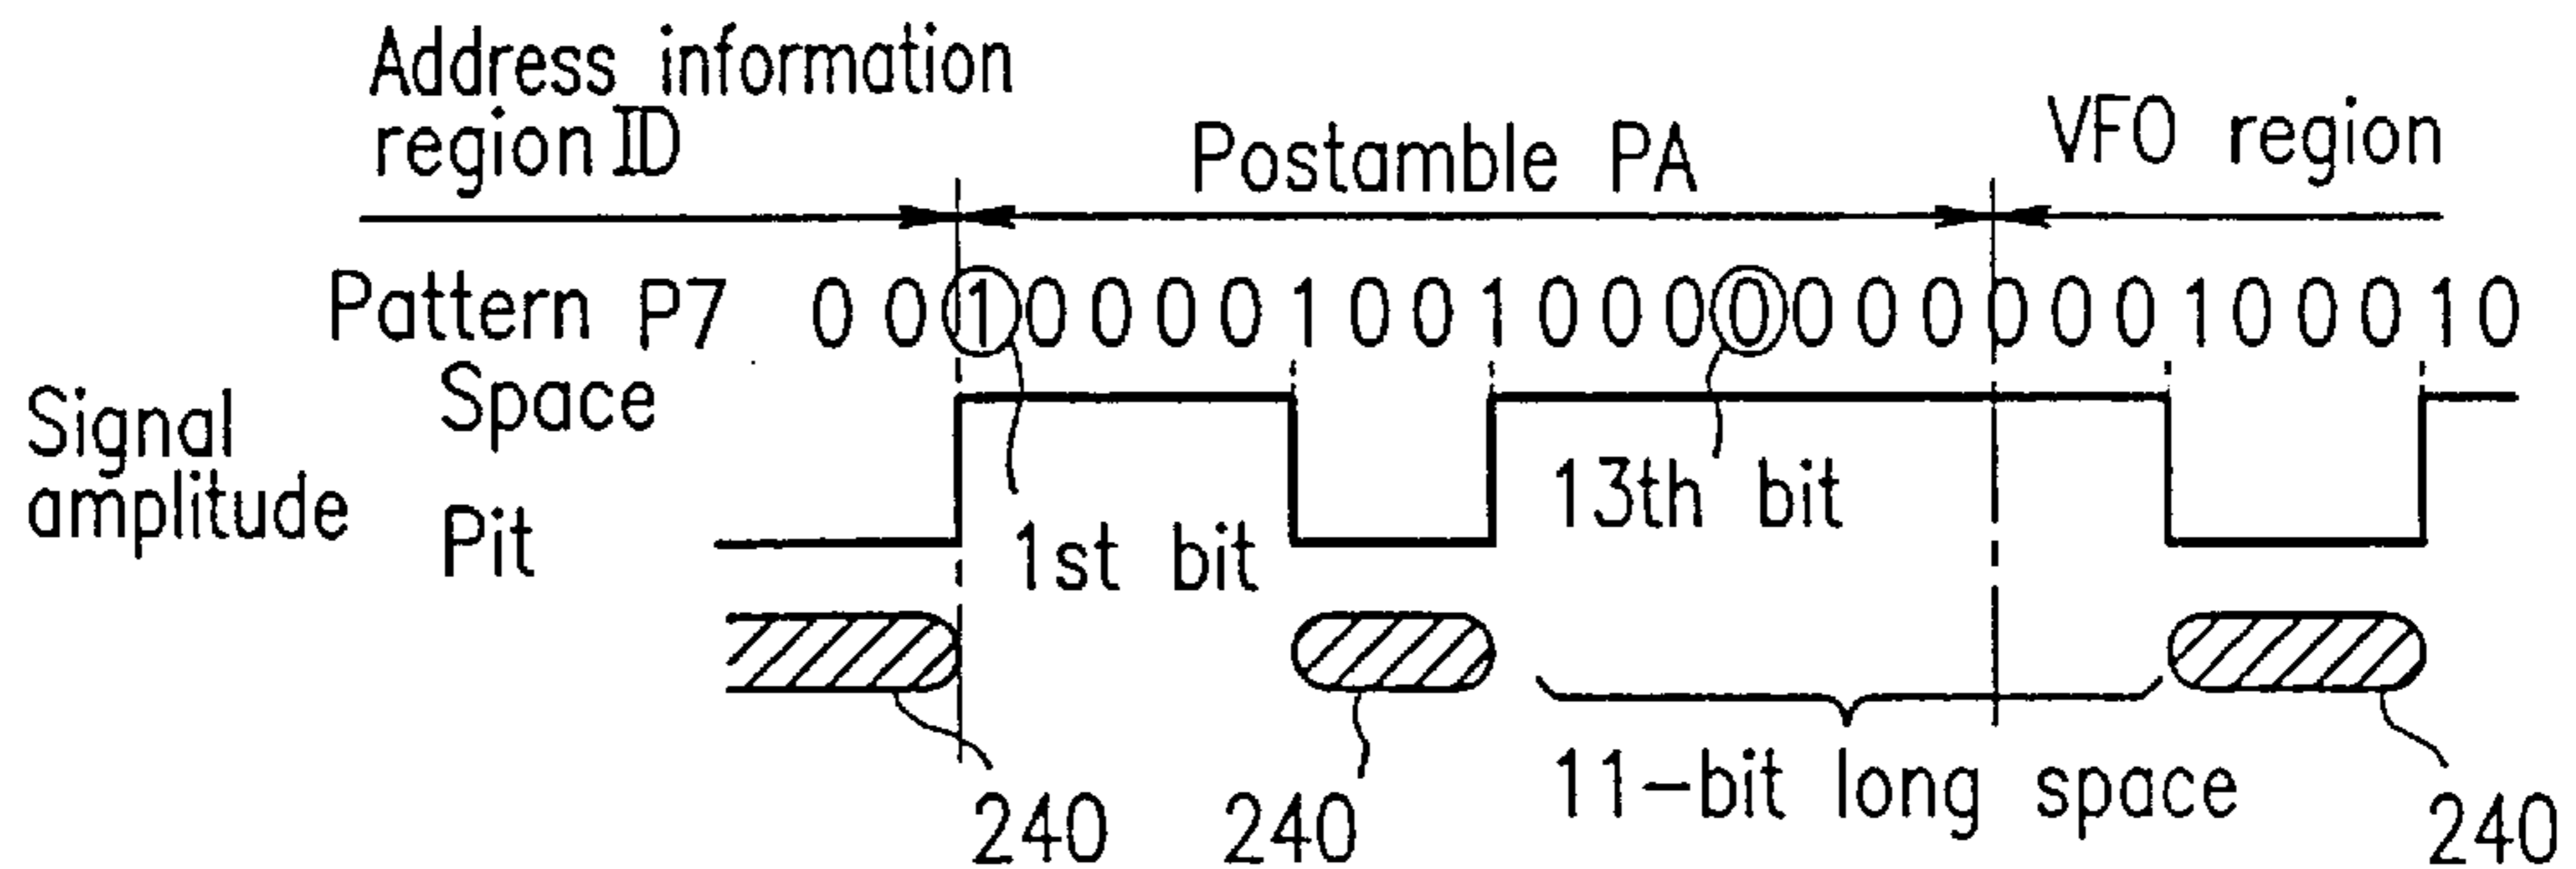 Address information
region ID
Postamble PA
VFO region
Pattern P7 0 0 1 0 0 0 0 1 0 0 1 0 0 0 0 0 0 0 0 0 0 1 0 0 0 1 0
Signal
amplitude
Space
Pit
1st bit
13th bit
11-bit long space
240
240
240